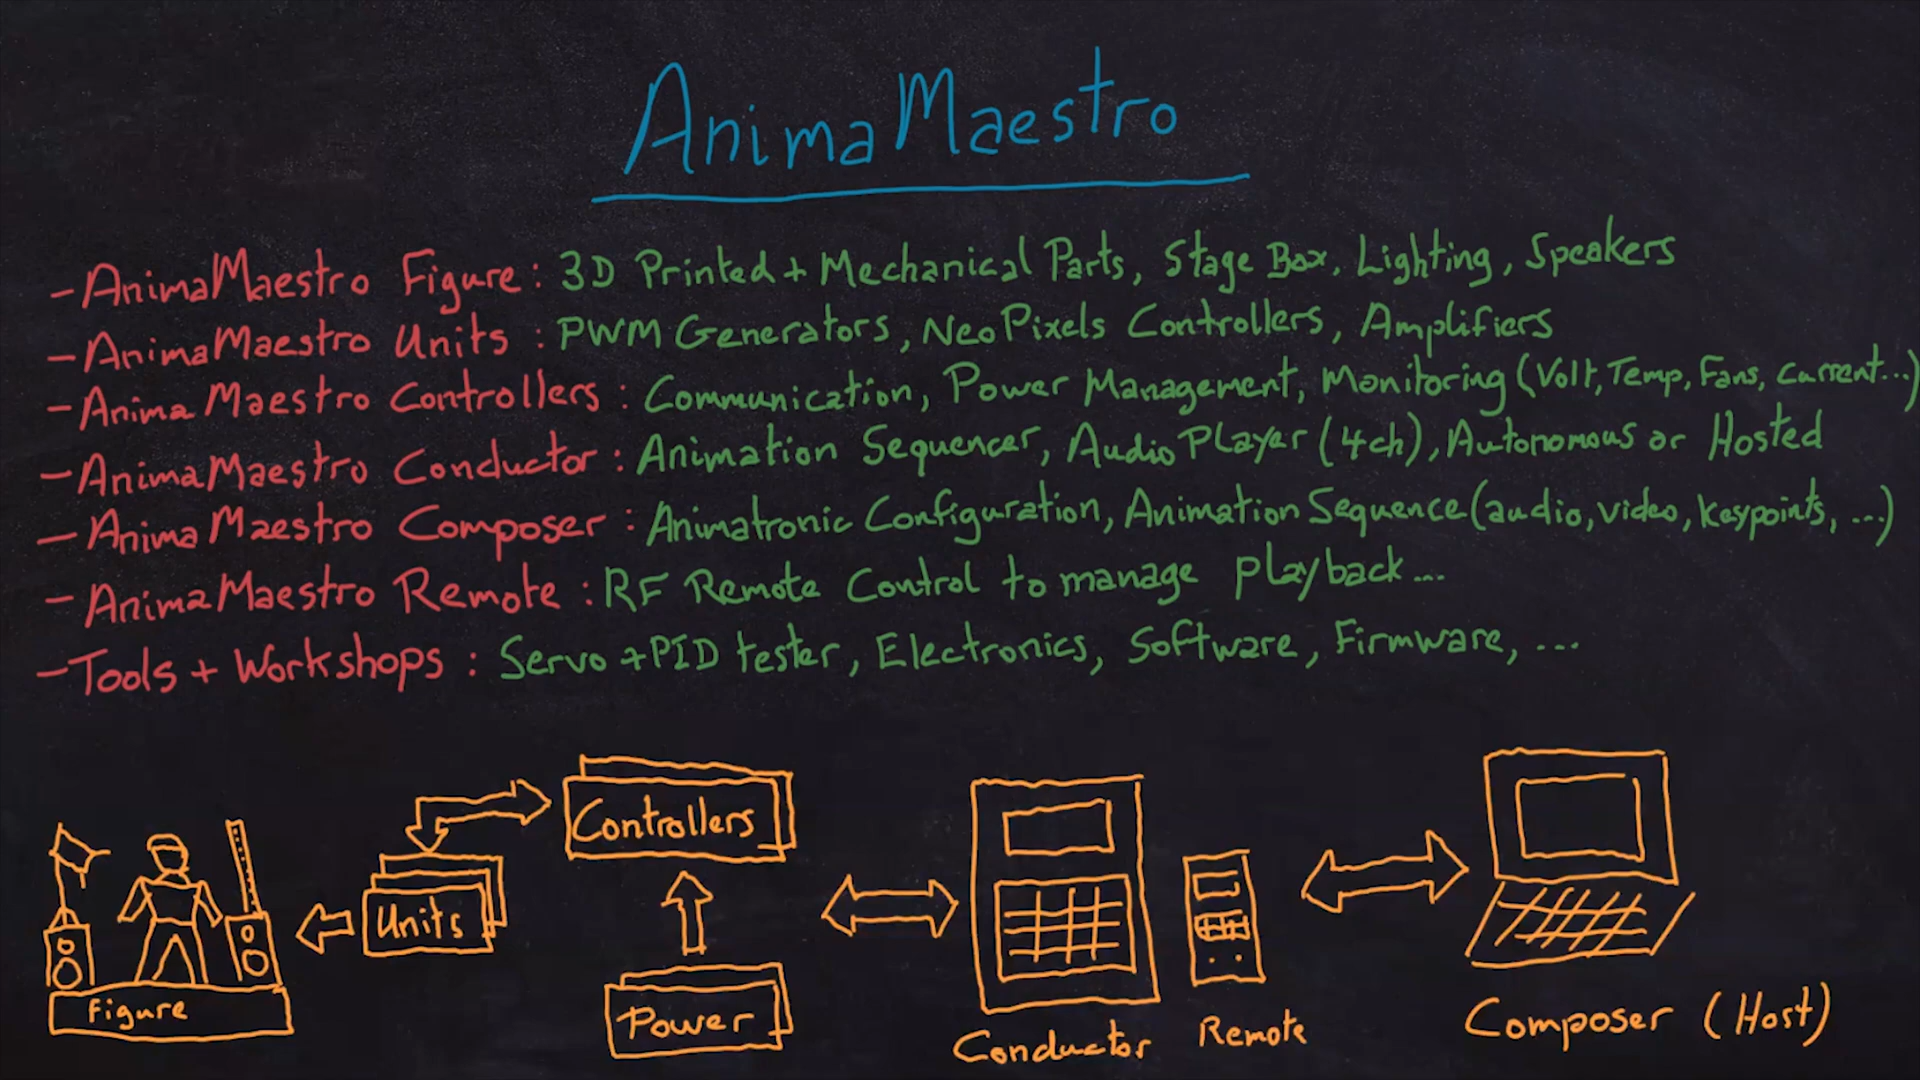 AnimaMaestro
- AnimaMaestro Figure : 3D Printed + Mechanical Parts, Stage Box, Lighting, Speakers
- AnimaMaestro Units : PWM Generators, NeoPixels Controllers, Amplifiers
- AnimaMaestro Controllers : Communication, Power Management, Monitoring (Volt, Temp, Fans, Current...)
- AnimaMaestro Conductor : Animation Sequencer, Audio Player (4ch), Autonomous or Hosted
- AnimaMaestro Composer : Animatronic Configuration, Animation Sequence (audio, video, keypoints, ...)
- AnimaMaestro Remote : RF Remote Control to manage playback...
- Tools + Workshops : Servo + PID tester, Electronics, Software, Firmware, ...
Controllers
Units
Figure
Power
Conductor
Remote
Composer (Host)